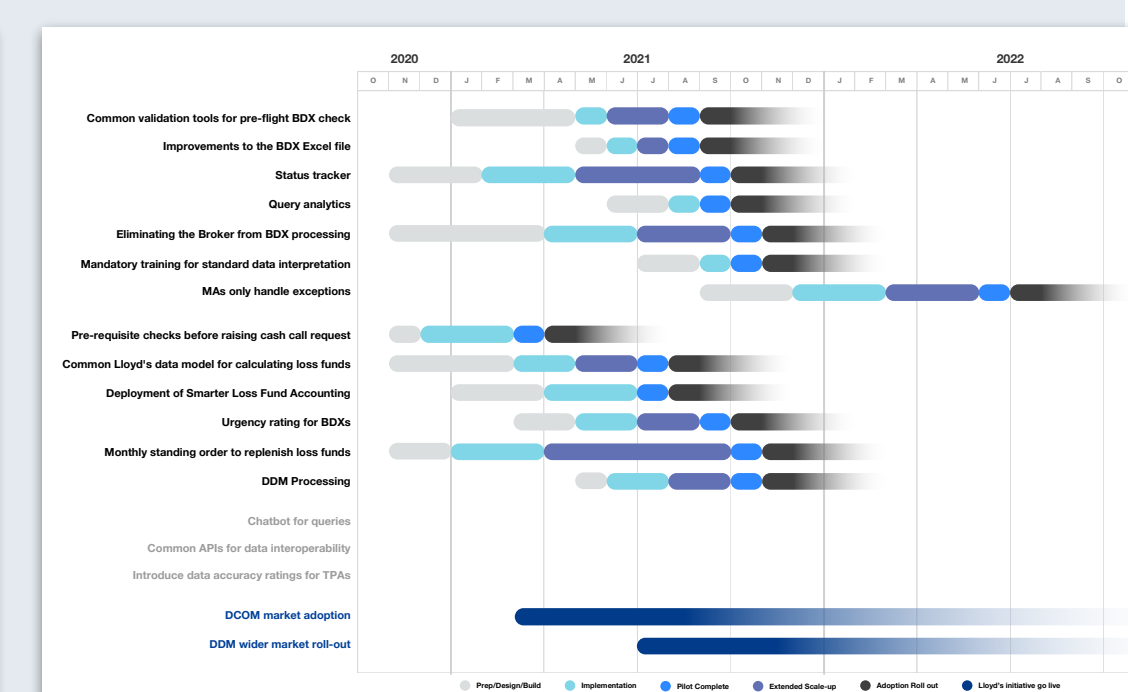 2020 2021 2022
O N D J F M A M J J A S O N D J F M A M J J A S O
Common validation tools for pre-flight BDX check
Improvements to the BDX Excel file
Status tracker
Query analytics
Eliminating the Broker from BDX processing
Mandatory training for standard data interpretation
MAs only handle exceptions
Pre-requisite checks before raising cash call request
Common Lloyd's data model for calculating loss funds
Deployment of Smarter Loss Fund Accounting
Urgency rating for BDXs
Monthly standing order to replenish loss funds
DDM Processing
Chatbot for queries
Common APIs for data interoperability
Introduce data accuracy ratings for TPAs
DCOM market adoption
DDM wider market roll-out
Prep/Design/Build Implementation Pilot Complete Extended Scale-up Adoption Roll out Lloyd's initiative go live